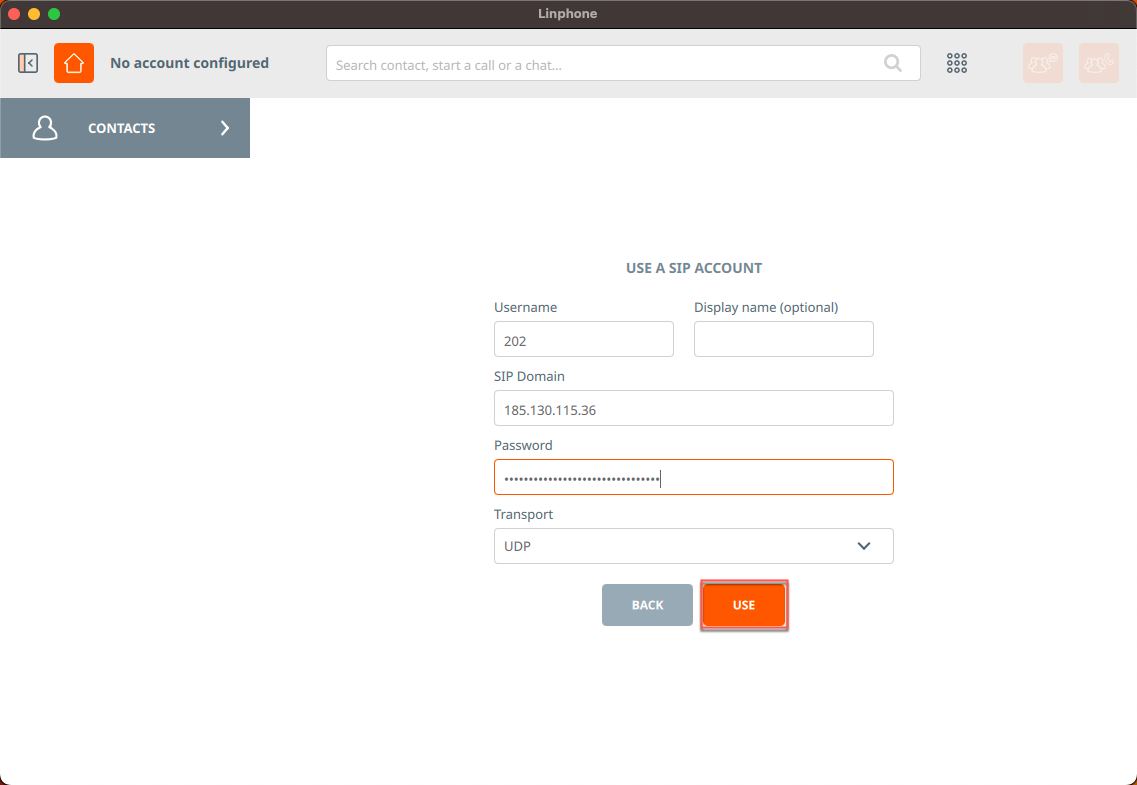 Linphone
No account configured
Search contact, start a call or a chat...
CONTACTS
USE A SIP ACCOUNT
Username
Display name (optional)
202
SIP Domain
185.130.115.36
Password
••••••••••••••••••••••••••••••••
Transport
UDP
BACK
USE